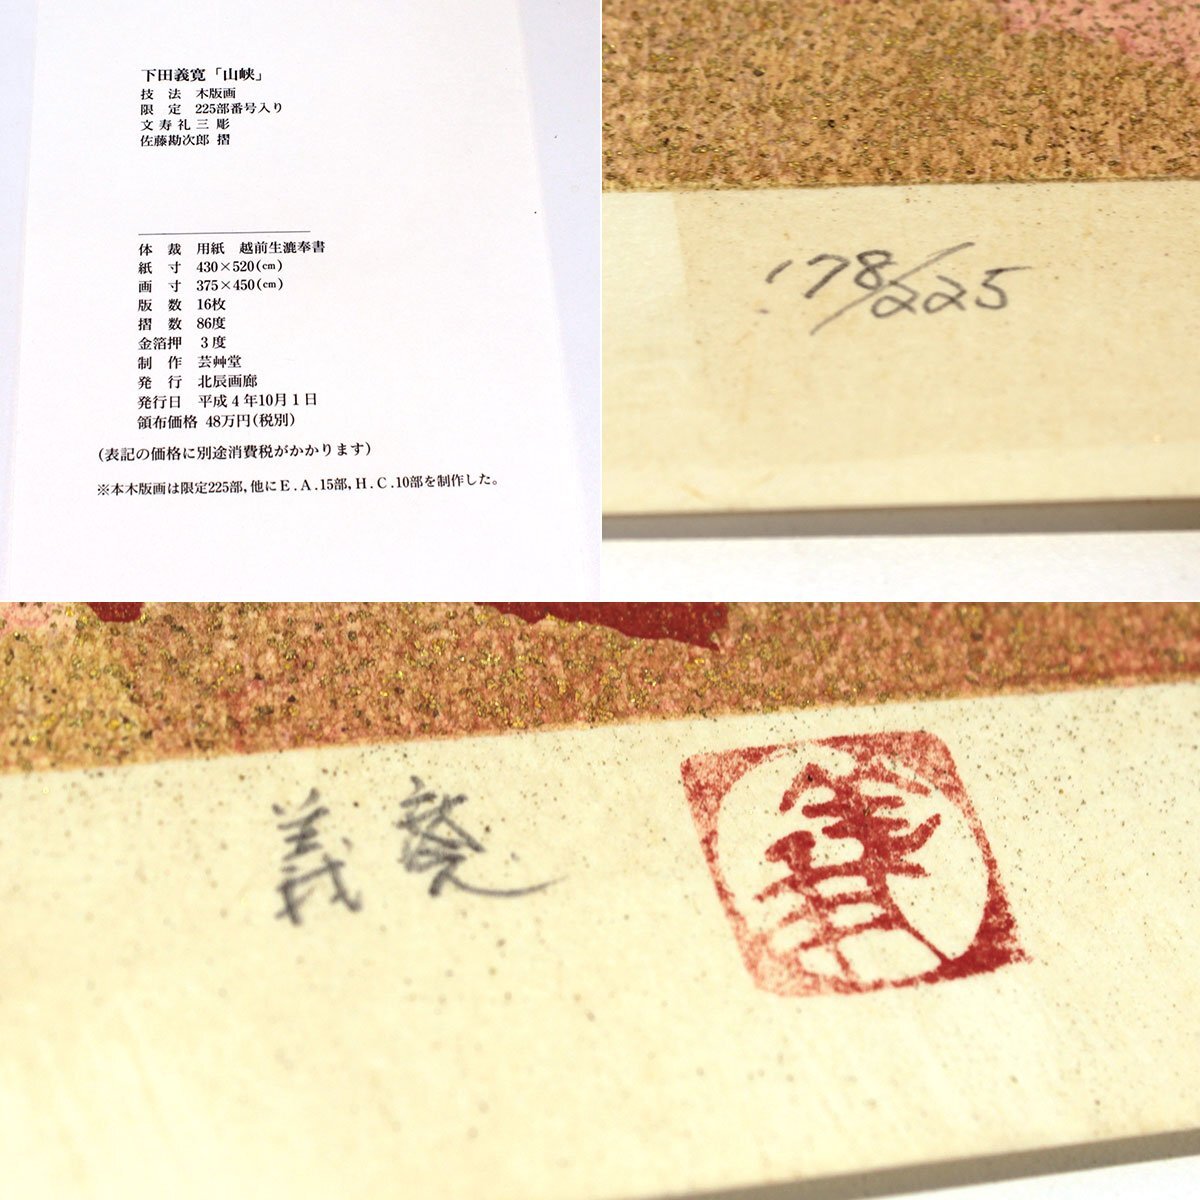 下田義寛「山峡」
技 法 木版画
限 定 225部番号入り
文寿礼三 彫
佐藤勘次郎 摺
体 裁 用紙 越前生漉奉書
紙 寸 430×520(cm)
画 寸 375×450(cm)
版 数 16枚
摺 数 86度
金箔押 3度
制 作 芸艸堂
発 行 北辰画廊
発行日 平成4年10月1日
領布価格 48万円(税別)
(表記の価格に別途消費税がかかります)
※本木版画は限定225部,他にE.A.15部,H.C.10部を制作した。
178/225
義寛